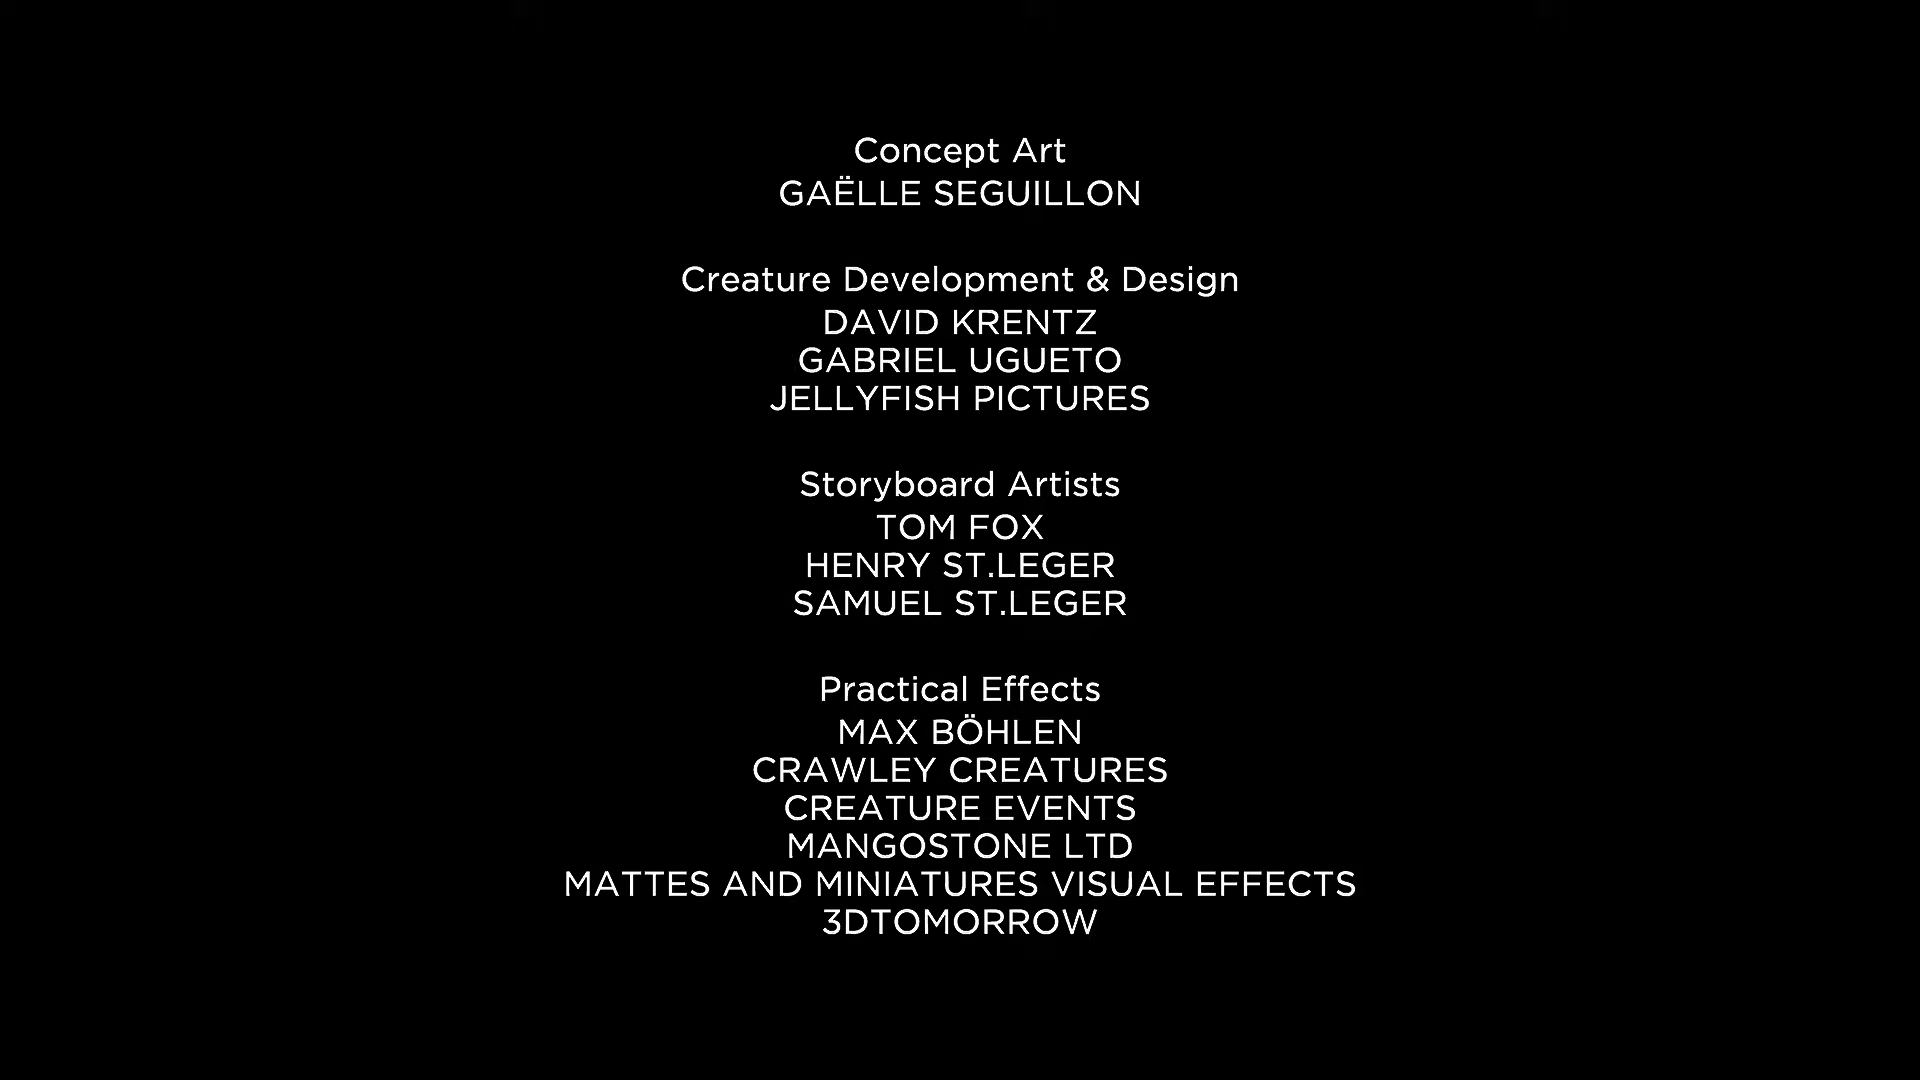 Concept Art
GAËLLE SEGUILLON
Creature Development & Design
DAVID KRENTZ
GABRIEL UGUETO
JELLYFISH PICTURES
Storyboard Artists
TOM FOX
HENRY ST.LEGER
SAMUEL ST.LEGER
Practical Effects
MAX BÖHLEN
CRAWLEY CREATURES
CREATURE EVENTS
MANGOSTONE LTD
MATTES AND MINIATURES VISUAL EFFECTS
3DTOMORROW